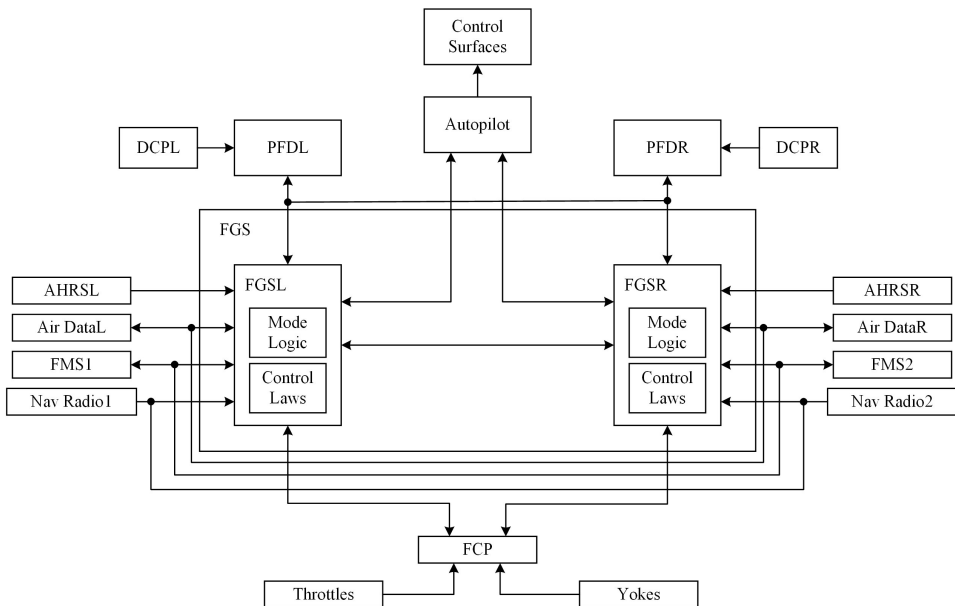 Control
Surfaces
Autopilot
DCPL
PFDL
PFDR
DCPR
FGS
FGSL
FGSR
AHRSL
AHRSR
Mode
Logic
Mode
Logic
Air DataL
Air DataR
FMS1
FMS2
Control
Laws
Control
Laws
Nav Radio1
Nav Radio2
FCP
Throttles
Yokes